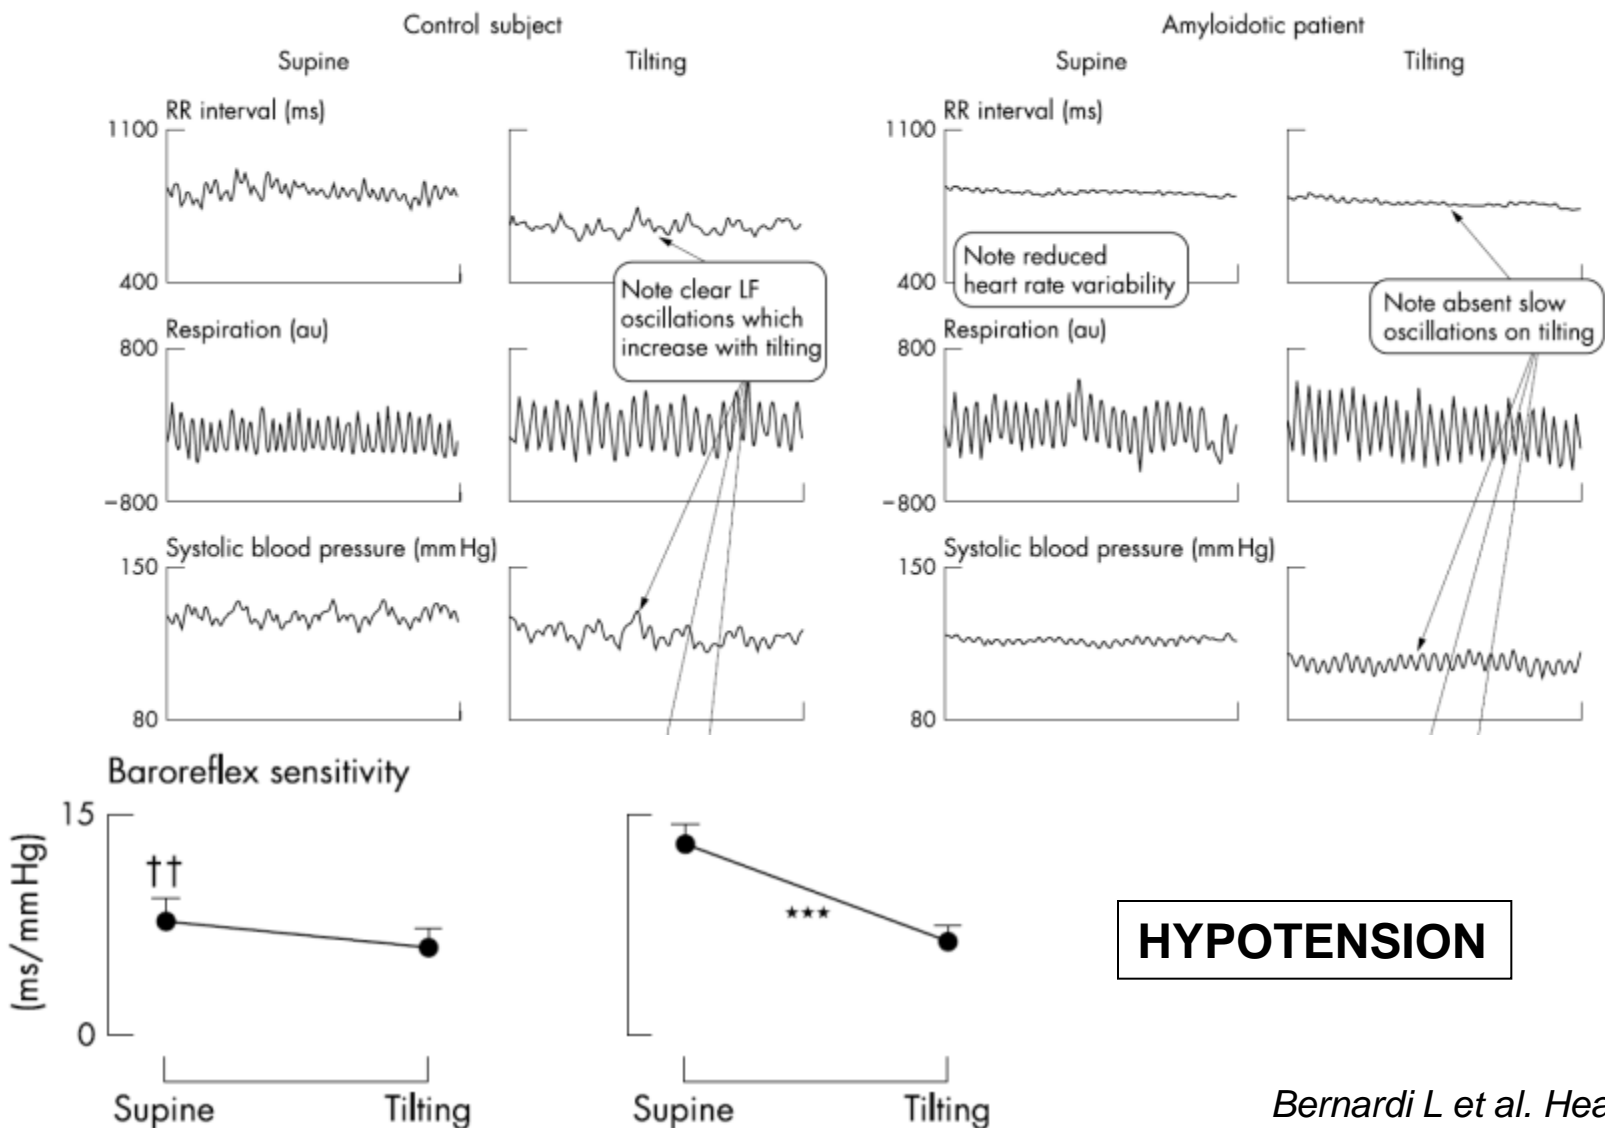 Control subject
Amyloidotic patient
Supine
Tilting
Supine
Tilting
RR interval (ms)
1100
400
Note clear LF
oscillations which
increase with tilting
RR interval (ms)
1100
400
Note reduced
heart rate variability
Note absent slow
oscillations on tilting
Respiration (au)
800
−800
Respiration (au)
800
−800
Systolic blood pressure (mm Hg)
150
80
Systolic blood pressure (mm Hg)
150
80
Baroreflex sensitivity
(ms/mm Hg)
15
0
††
***
Supine
Tilting
Supine
Tilting
HYPOTENSION
Bernardi L et al. Hea